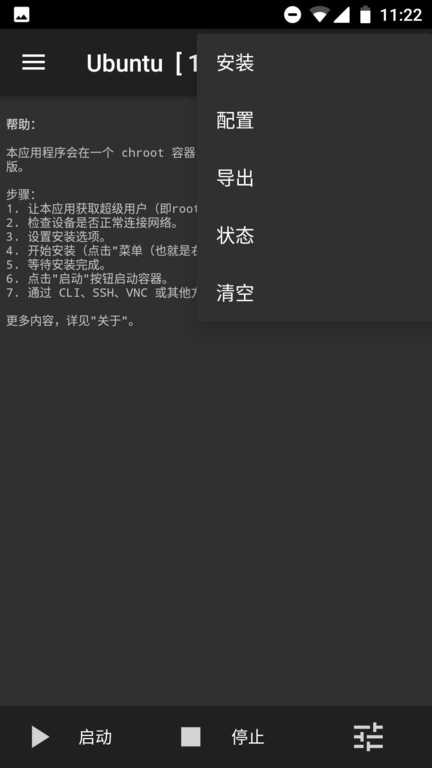 11:22
Ubuntu [ 1
安装
配置
导出
状态
清空
帮助：
本应用程序会在一个 chroot 容器
版。
步骤：
1. 让本应用获取超级用户（即root
2. 检查设备是否正常连接网络。
3. 设置安装选项。
4. 开始安装（点击"菜单（也就是右
5. 等待安装完成。
6. 点击"启动"按钮启动容器。
7. 通过 CLI、SSH、VNC 或其他方
更多内容，详见"关于"。
启动
停止